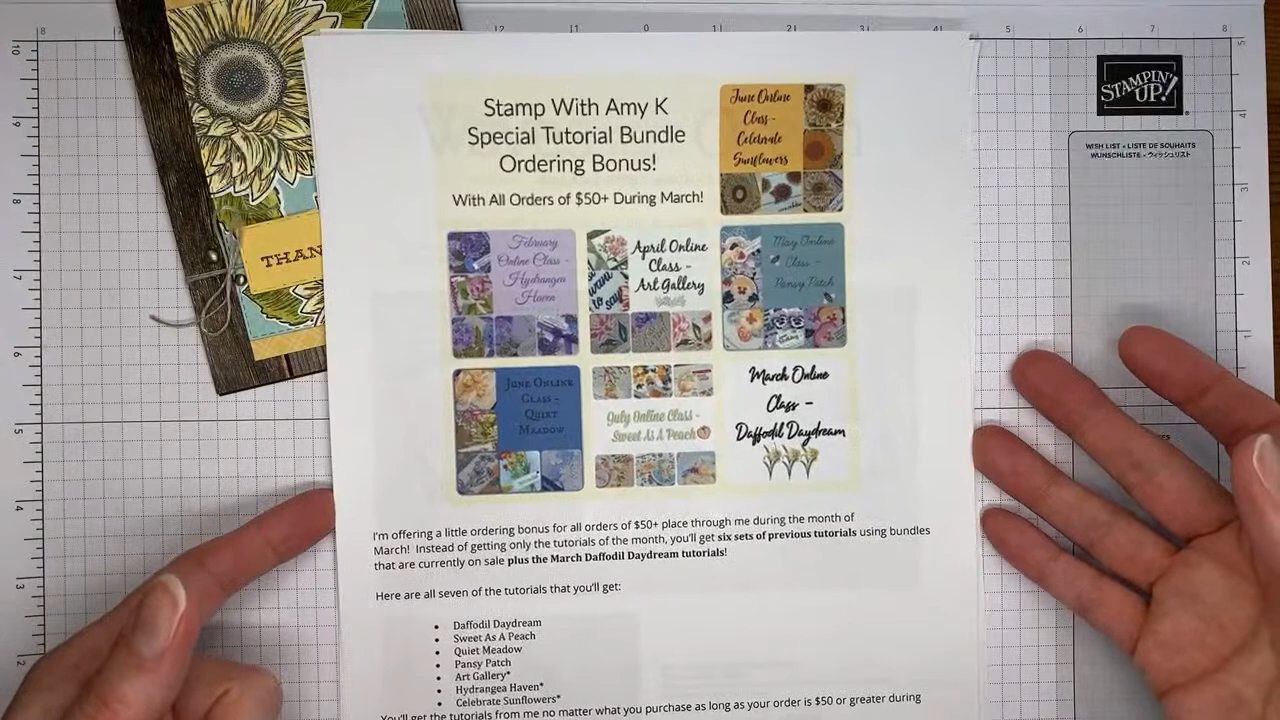 STAMPIN' UP!
WISH LIST • LISTE DE SOUHAITS
WUNSCHLISTE • ウィッシュリスト
THAN
Stamp With Amy K
Special Tutorial Bundle
Ordering Bonus!
With All Orders of $50+ During March!
June Online
Class-
Celebrate
Sunflowers
February
Online Class -
Hydrangea
Haven
April Online
Class -
Art Gallery
want
to say
May Online
Class -
Pansy Patch
June Online
Class -
Quiet
Meadow
July Online Class -
Sweet As A Peach
March Online
Class -
Daffodil Daydream
I'm offering a little ordering bonus for all orders of $50+ place through me during the month of
March! Instead of getting only the tutorials of the month, you'll get six sets of previous tutorials using bundles
that are currently on sale plus the March Daffodil Daydream tutorials!
Here are all seven of the tutorials that you'll get:
• Daffodil Daydream
• Sweet As A Peach
• Quiet Meadow
• Pansy Patch
• Art Gallery*
• Hydrangea Haven*
• Celebrate Sunflowers*
You'll get the tutorials from me no matter what you purchase as long as your order is $50 or greater during